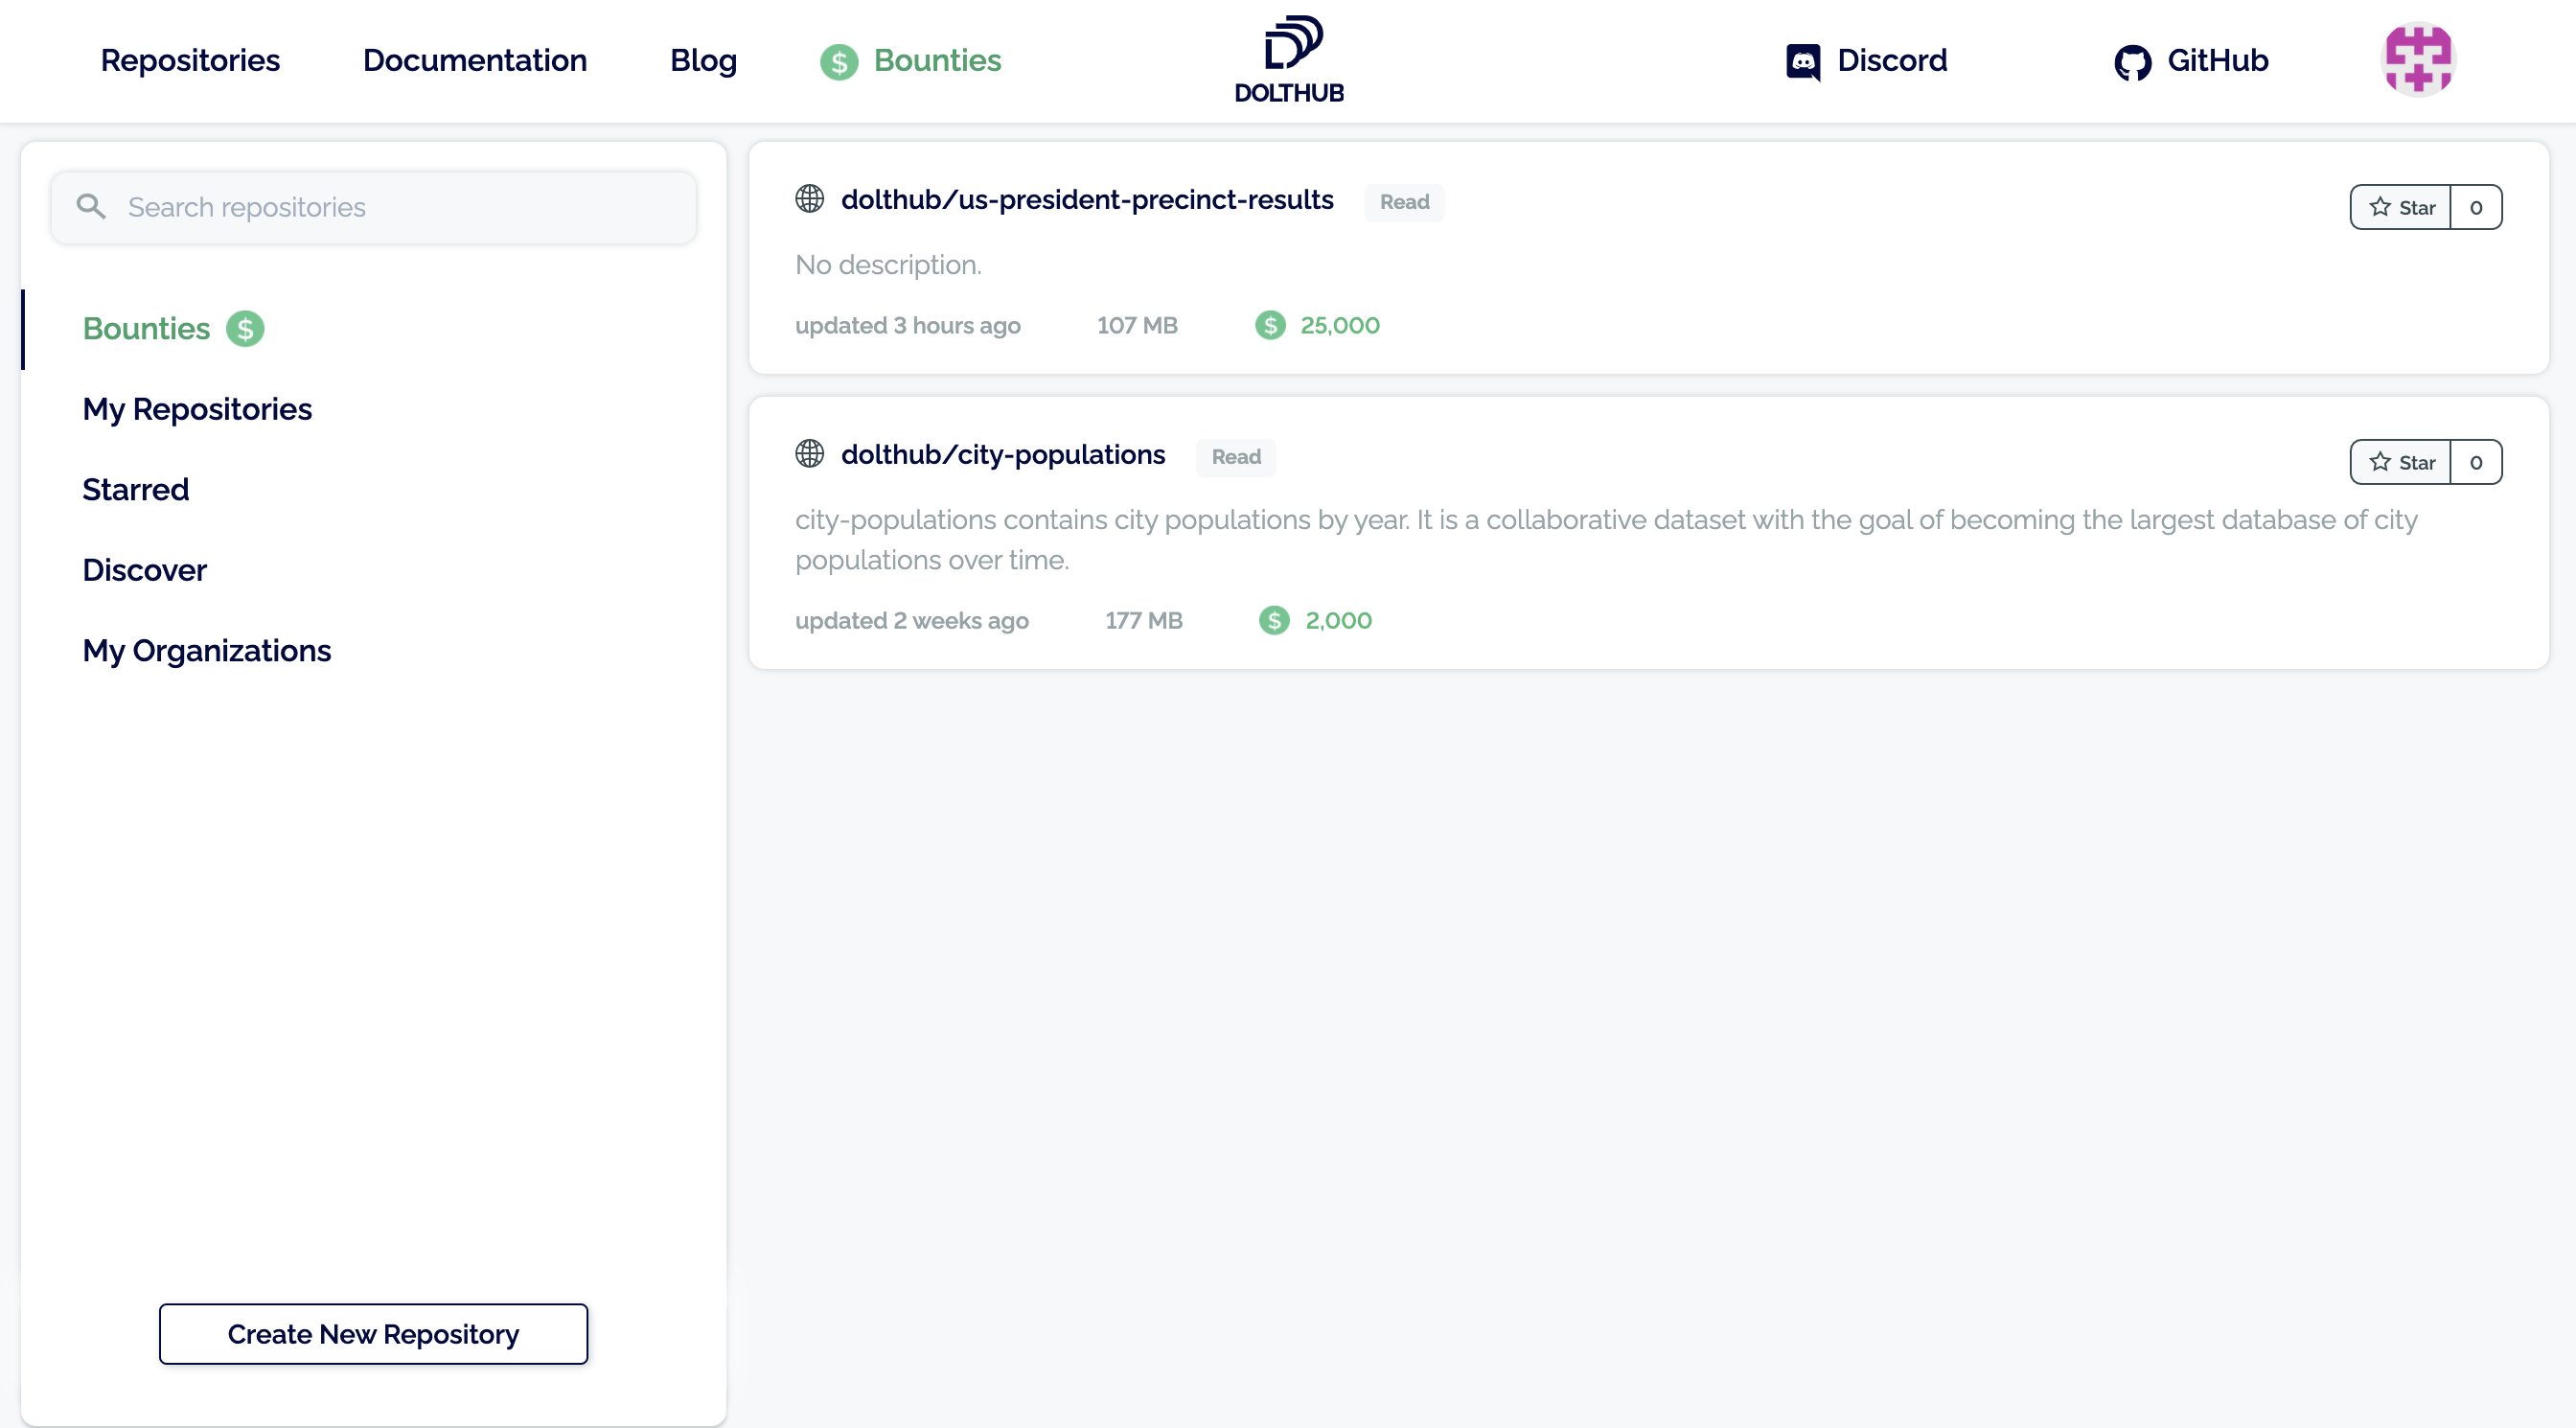 Repositories Documentation Blog $ Bounties DOLTHUB Discord GitHub
Search repositories
Bounties $
My Repositories
Starred
Discover
My Organizations
Create New Repository
dolthub/us-president-precinct-results Read Star 0
No description.
updated 3 hours ago 107 MB $ 25,000
dolthub/city-populations Read Star 0
city-populations contains city populations by year. It is a collaborative dataset with the goal of becoming the largest database of city
populations over time.
updated 2 weeks ago 177 MB $ 2,000